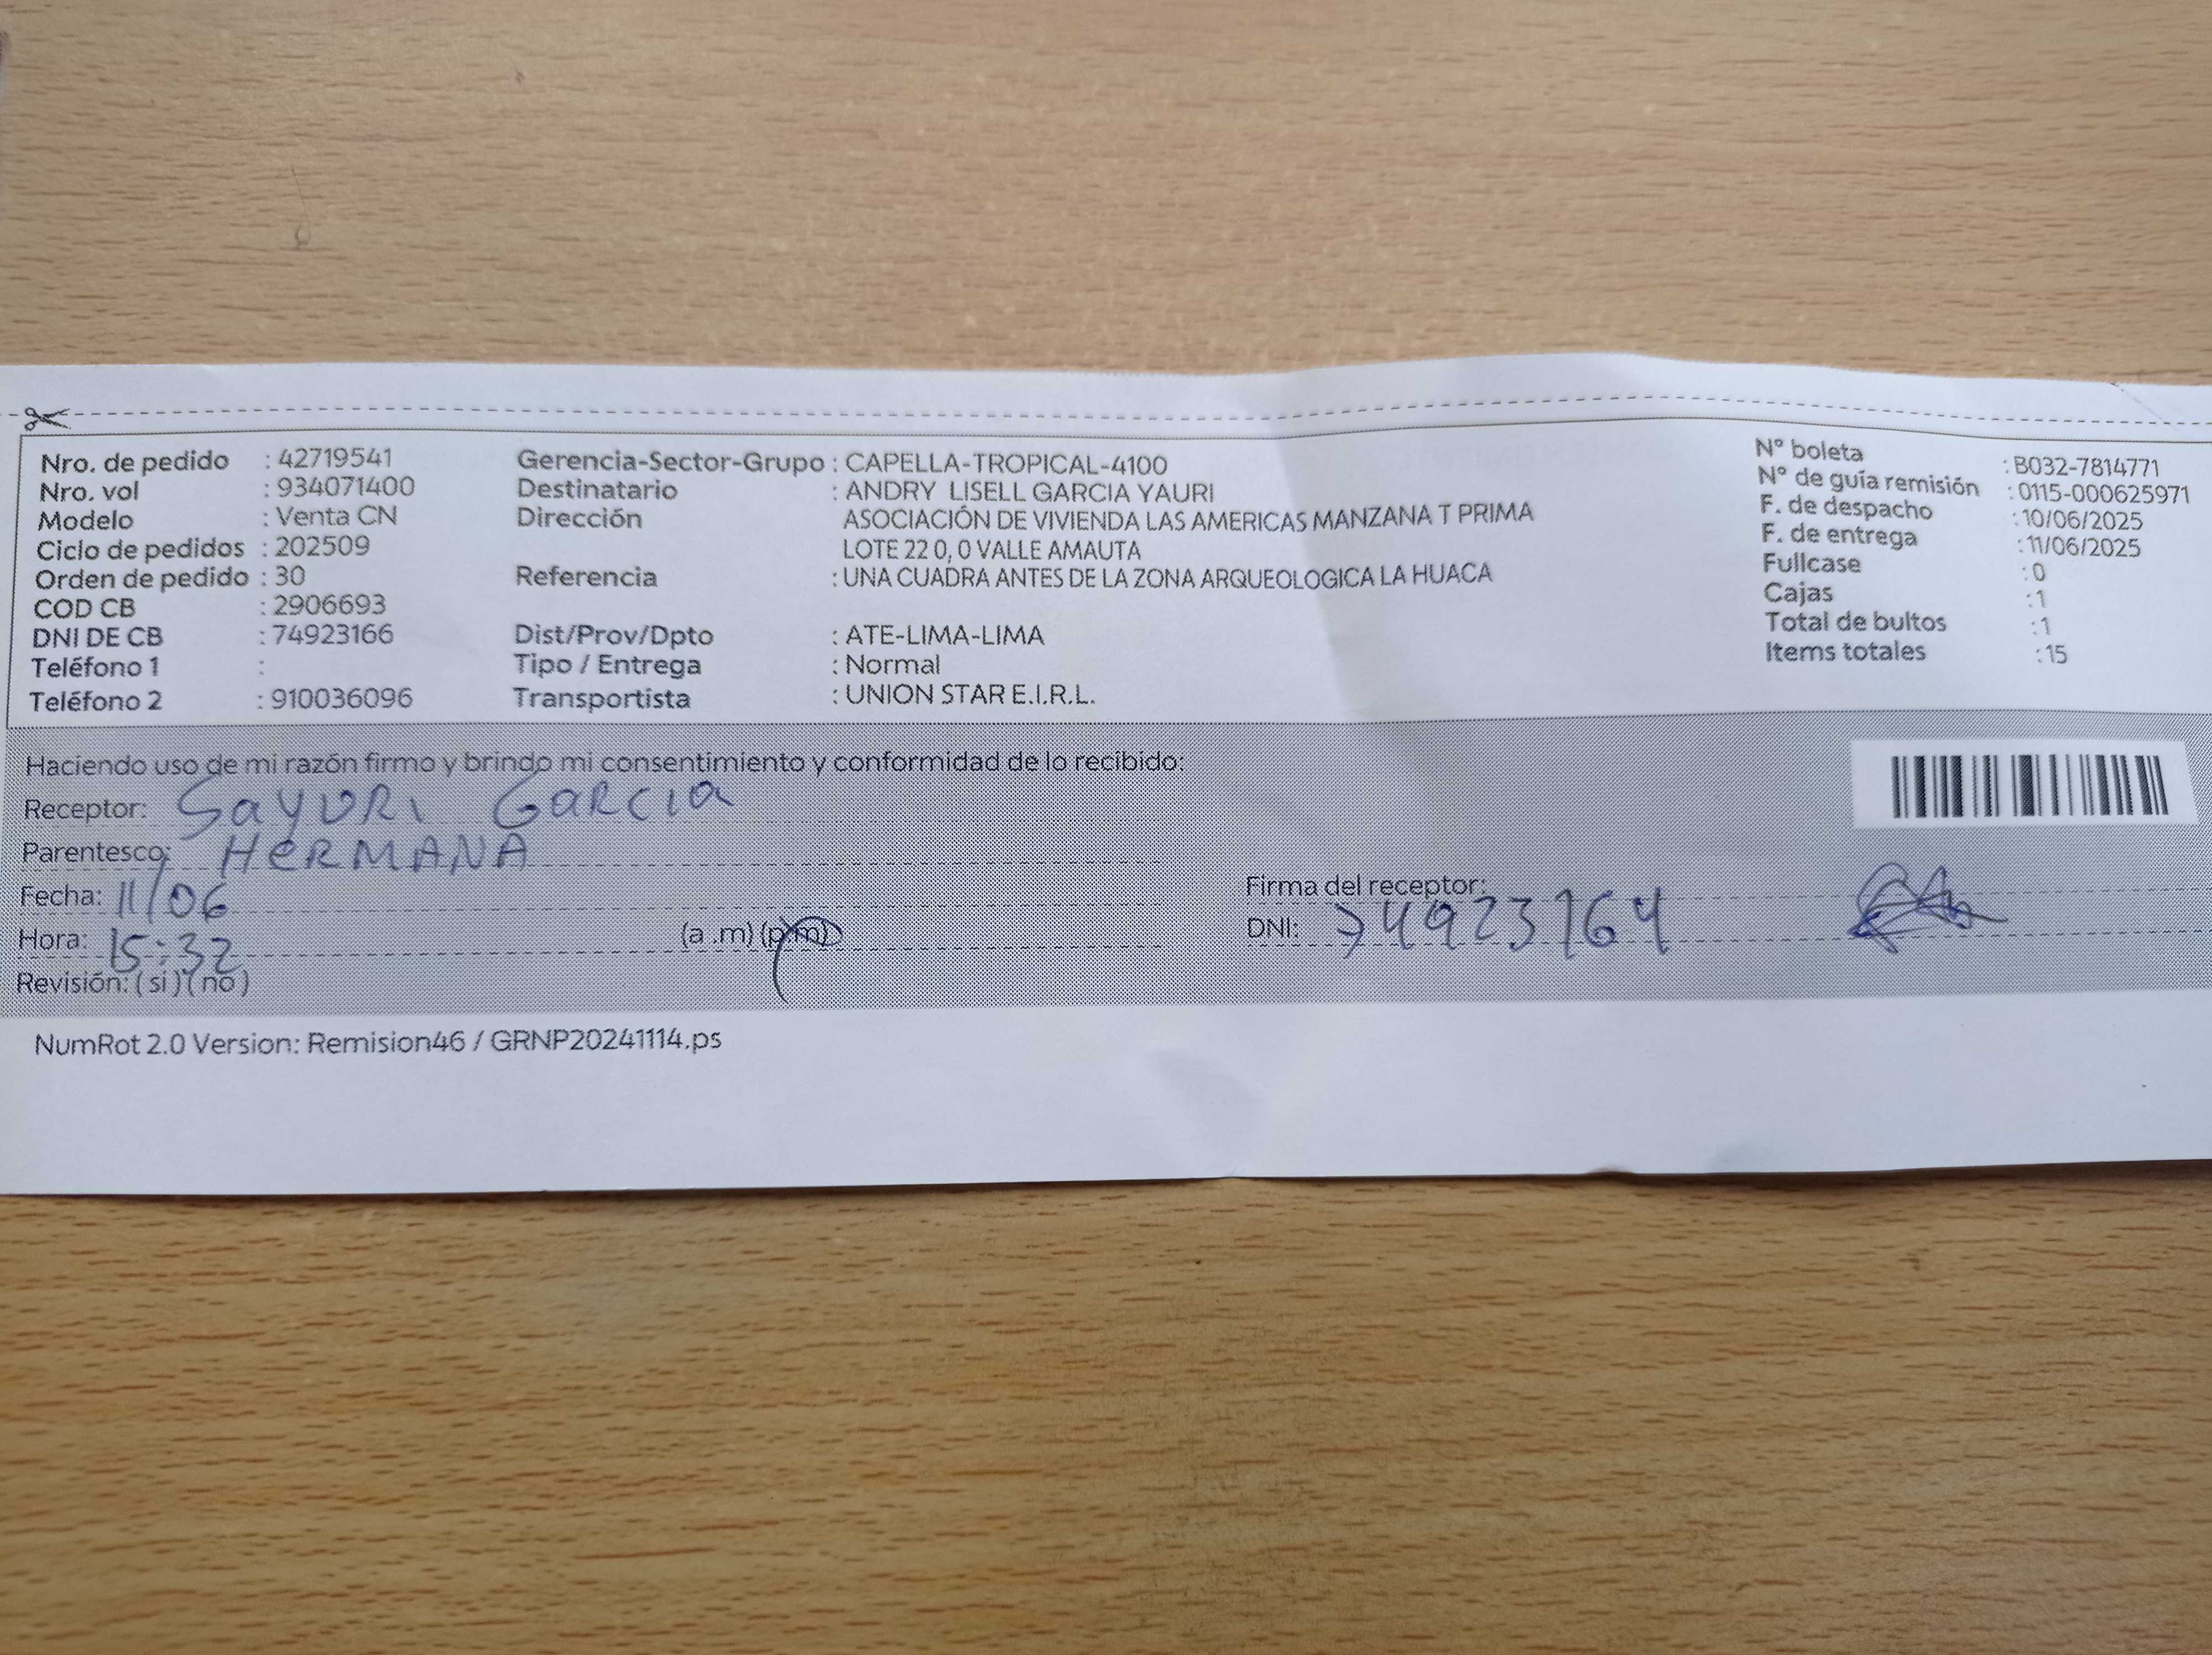 Nro. de pedido : 42719541
Nro. vol : 934071400
Modelo : Venta CN
Ciclo de pedidos : 202509
Orden de pedido : 30
COD CB : 2906693
DNI DE CB : 74923166
Teléfono 1 :
Teléfono 2 : 910036096
Gerencia-Sector-Grupo : CAPELLA-TROPICAL-4100
Destinatario : ANDRY LISELL GARCIA YAURI
Dirección ASOCIACIÓN DE VIVIENDA LAS AMERICAS MANZANA T PRIMA
LOTE 22 0, 0 VALLE AMAUTA
Referencia : UNA CUADRA ANTES DE LA ZONA ARQUEOLOGICA LA HUACA
Dist/Prov/Dpto : ATE-LIMA-LIMA
Tipo / Entrega : Normal
Transportista : UNION STAR E.I.R.L.
N° boleta : B032-7814771
N° de guía remisión : 0115-000625971
F. de despacho : 10/06/2025
F. de entrega : 11/06/2025
Fullcase : 0
Cajas : 1
Total de bultos : 1
Items totales : 15
Haciendo uso de mi razón firmo y brindo mi consentimiento y conformidad de lo recibido:
Receptor: Sayuri Garcia
Parentesco: HERMANA
Fecha: 11/06
Hora: 15:32 (a .m) (p.m)
Revisión: (si) (no)
Firma del receptor:
DNI: 74923164
NumRot 2.0 Version: Remision46 / GRNP20241114.ps